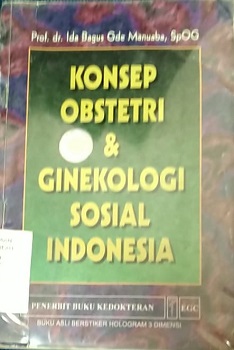 Prof. dr. Ida Bagus Gde Manuaba, SpOG
KONSEP
OBSTETRI
&
GINEKOLOGI
SOSIAL
INDONESIA
PENERBIT BUKU KEDOKTERAN EGC
BUKU ASLI BERSTIKER HOLOGRAM 3 DIMENSI